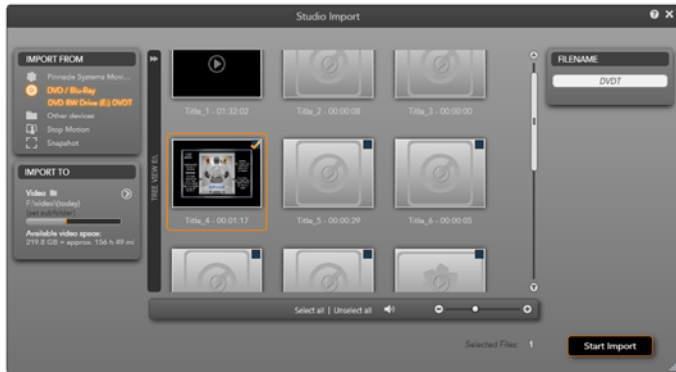 Studio Import
IMPORT FROM
Pinnacle Systems Movi...
DVD / Blu-Ray
DVD RW Drive (E:) DVDT
Other devices
Stop Motion
Snapshot
IMPORT TO
Video
F:\video\(today)
[set subfolder]
Available video space:
219.8 GB = approx. 156 h 49 mi
TREE VIEW E:\
Title_1 - 01:32:02
Title_2 - 00:00:08
Title_3 - 00:00:00
Title_4 - 00:01:17
Title_5 - 00:00:29
Title_6 - 00:00:05
Select all | Unselect all
FILENAME
DVDT
Selected Files: 1
Start Import